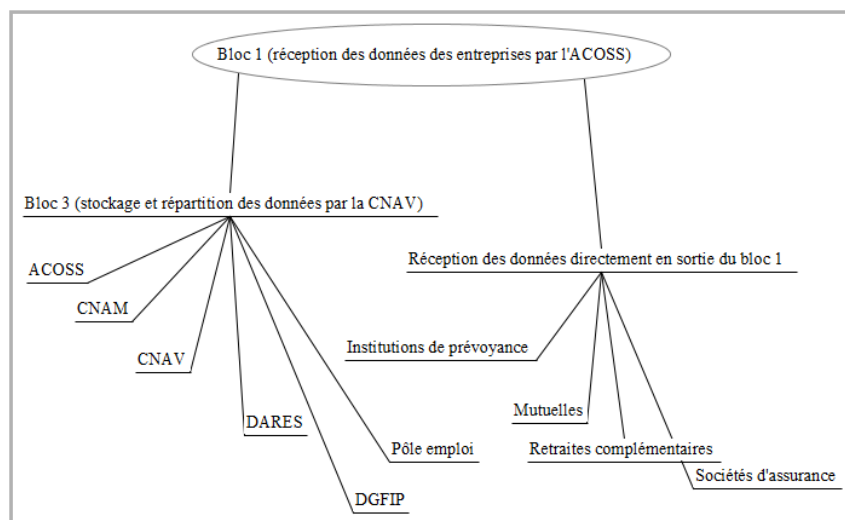 Bloc 1 (réception des données des entreprises par l'ACOSS)
Bloc 3 (stockage et répartition des données par la CNAV)
ACOSS
CNAM
CNAV
DARES
DGFIP
Pôle emploi
Réception des données directement en sortie du bloc 1
Institutions de prévoyance
Mutuelles
Retraites complémentaires
Sociétés d'assurance